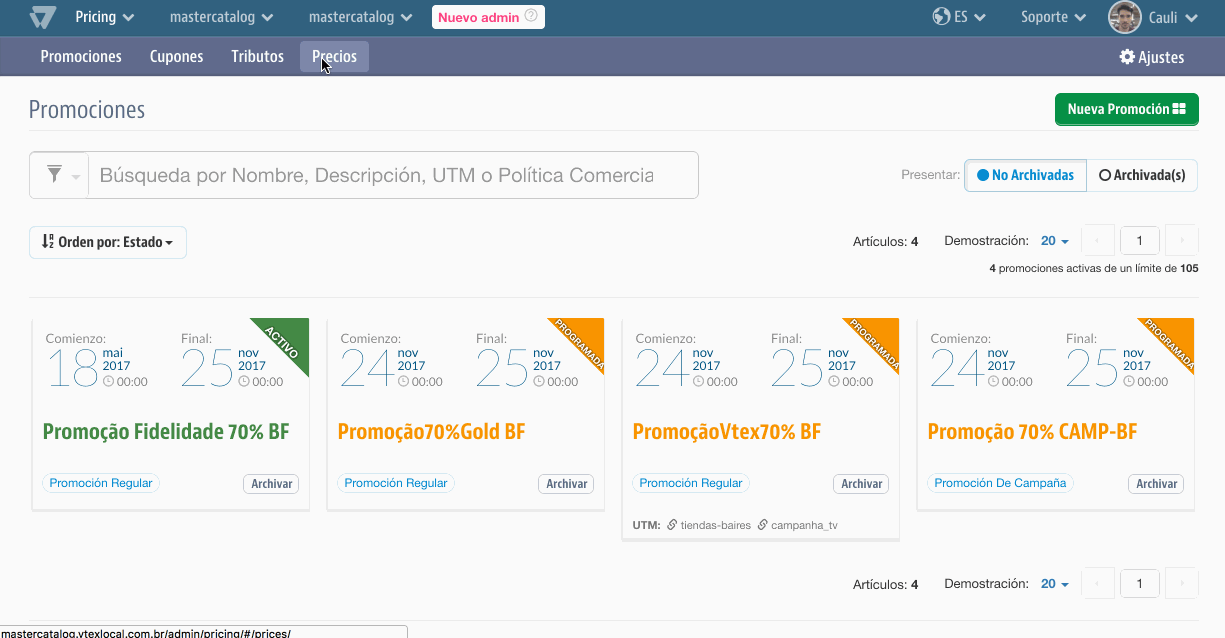 Pricing mastercatalog mastercatalog Nuevo admin ? ES Soporte Cauli
Promociones Cupones Tributos Precios Ajustes
Promociones Nueva Promoción
Búsqueda por Nombre, Descripción, UTM o Política Comercia
Presentar: No Archivadas Archivada(s)
Orden por: Estado Artículos: 4 Demostración: 20 1
4 promociones activas de un límite de 105
Comienzo: 18 mai 2017 00:00 Final: 25 nov 2017 00:00 ACTIVO
Promoção Fidelidade 70% BF
Promoción Regular Archivar
Comienzo: 24 nov 2017 00:00 Final: 25 nov 2017 00:00 PROGRAMADA
Promoção70%Gold BF
Promoción Regular Archivar
Comienzo: 24 nov 2017 00:00 Final: 25 nov 2017 00:00 PROGRAMADA
PromoçãoVtex70% BF
Promoción Regular Archivar
UTM: tiendas-baires campanha_tv
Comienzo: 24 nov 2017 00:00 Final: 25 nov 2017 00:00 PROGRAMADA
Promoção 70% CAMP-BF
Promoción De Campaña Archivar
Artículos: 4 Demostración: 20 1
mastercatalog.vtexlocal.com.br/admin/pricing/#/prices/